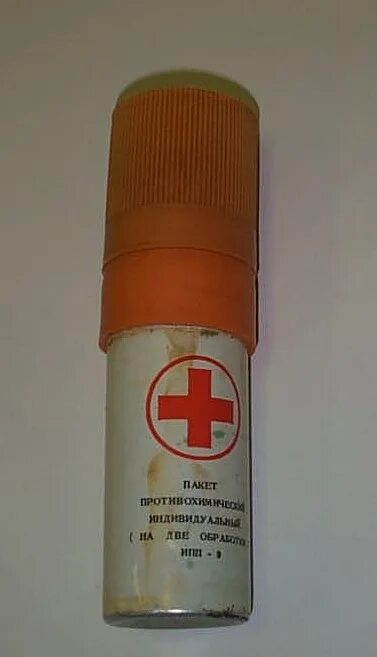 ПАКЕТ
ПРОТИВОХИМИЧЕСКИЙ
ИНДИВИДУАЛЬНЫЙ
( НА ДВЕ ОБРАБОТКИ
ИПП - 9